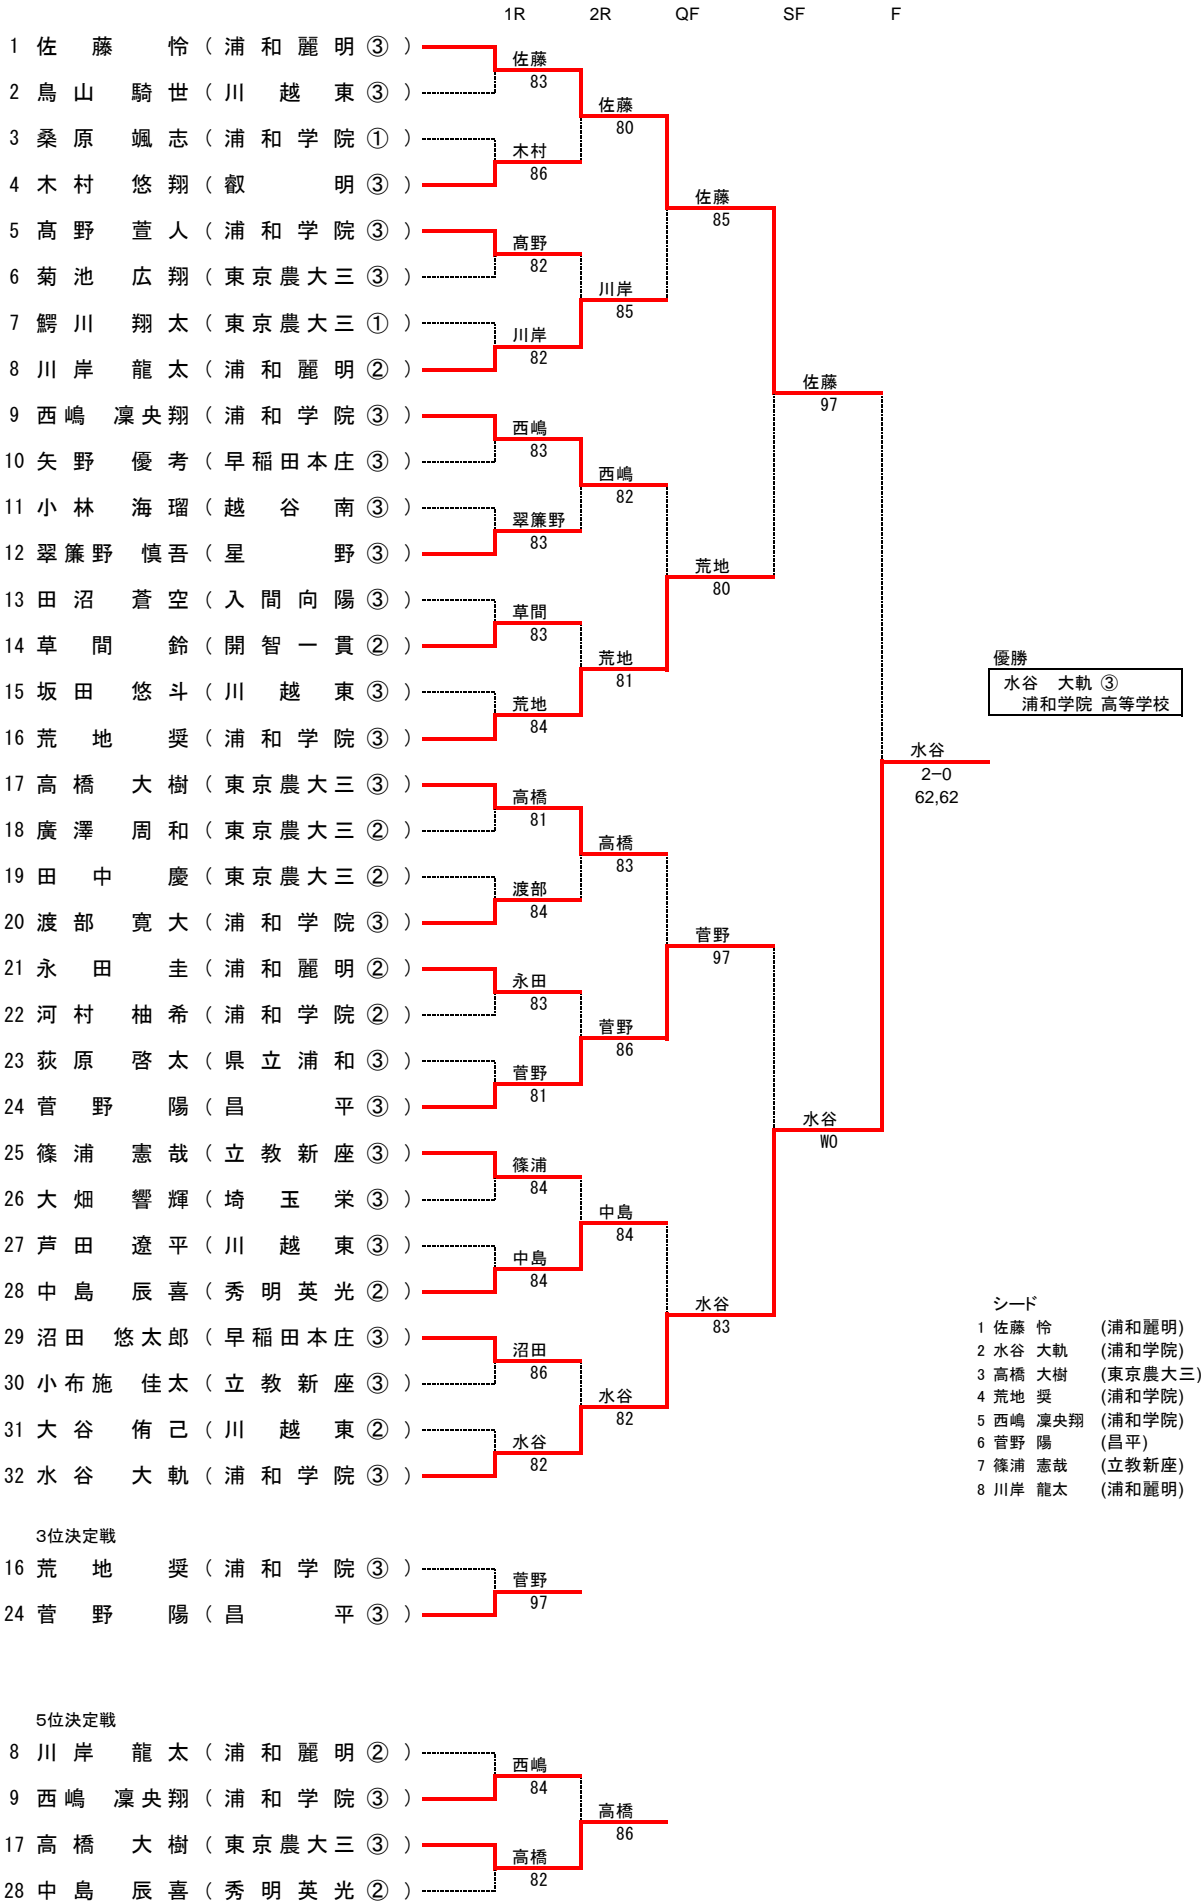 1R 2R QF SF F
1 佐藤 怜 (浦和麗明③)
佐藤
83
2 鳥山 騎世 (川越東③)
佐藤
80
3 桑原 颯志 (浦和学院①)
木村
86
4 木村 悠翔 (叡明③)
佐藤
85
5 髙野 萱人 (浦和学院③)
髙野
82
6 菊池 広翔 (東京農大三③)
川岸
85
7 鰐川 翔太 (東京農大三①)
川岸
82
8 川岸 龍太 (浦和麗明②)
佐藤
97
9 西嶋 凜央翔 (浦和学院③)
西嶋
83
10 矢野 優考 (早稲田本庄③)
西嶋
82
11 小林 海瑠 (越谷南③)
翠簾野
83
12 翠簾野 慎吾 (星野③)
荒地
80
13 田沼 蒼空 (入間向陽③)
草間
83
14 草間 鈴 (開智一貫②)
荒地
81
15 坂田 悠斗 (川越東③)
荒地
84
16 荒地 奨 (浦和学院③)
優勝
水谷 大軌 ③
浦和学院 高等学校
水谷
2-0
62,62
17 高橋 大樹 (東京農大三③)
高橋
81
18 廣澤 周和 (東京農大三②)
高橋
83
19 田中 慶 (東京農大三②)
渡部
84
20 渡部 寛大 (浦和学院③)
菅野
97
21 永田 圭 (浦和麗明②)
永田
83
22 河村 柚希 (浦和学院②)
菅野
86
23 荻原 啓太 (県立浦和③)
菅野
81
24 菅野 陽 (昌平③)
水谷
WO
25 篠浦 憲哉 (立教新座③)
篠浦
84
26 大畑 響輝 (埼玉栄③)
中島
84
27 芦田 遼平 (川越東③)
中島
84
28 中島 辰喜 (秀明英光②)
水谷
83
29 沼田 悠太郎 (早稲田本庄③)
沼田
86
30 小布施 佳太 (立教新座③)
水谷
82
31 大谷 侑己 (川越東②)
水谷
82
32 水谷 大軌 (浦和学院③)
シード
1 佐藤 怜 (浦和麗明)
2 水谷 大軌 (浦和学院)
3 高橋 大樹 (東京農大三)
4 荒地 奨 (浦和学院)
5 西嶋 凜央翔 (浦和学院)
6 菅野 陽 (昌平)
7 篠浦 憲哉 (立教新座)
8 川岸 龍太 (浦和麗明)
3位決定戦
16 荒地 奨 (浦和学院③)
菅野
97
24 菅野 陽 (昌平③)
5位決定戦
8 川岸 龍太 (浦和麗明②)
西嶋
84
9 西嶋 凜央翔 (浦和学院③)
高橋
86
17 高橋 大樹 (東京農大三③)
高橋
82
28 中島 辰喜 (秀明英光②)